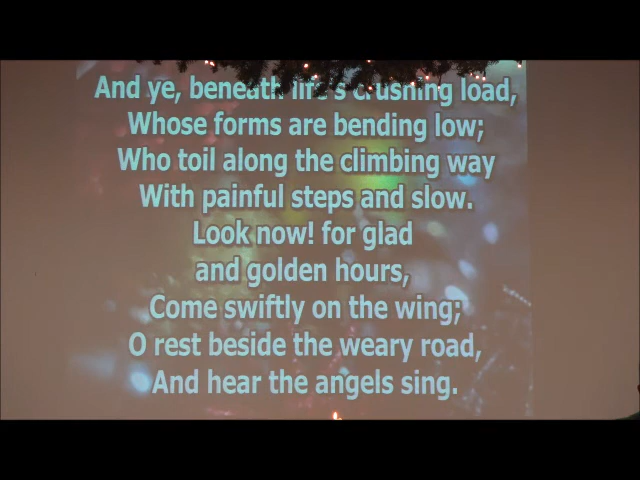 And ye, beneath life's crushing load,
Whose forms are bending low;
Who toil along the climbing way
With painful steps and slow.
Look now! for glad
and golden hours,
Come swiftly on the wing;
O rest beside the weary road,
And hear the angels sing.